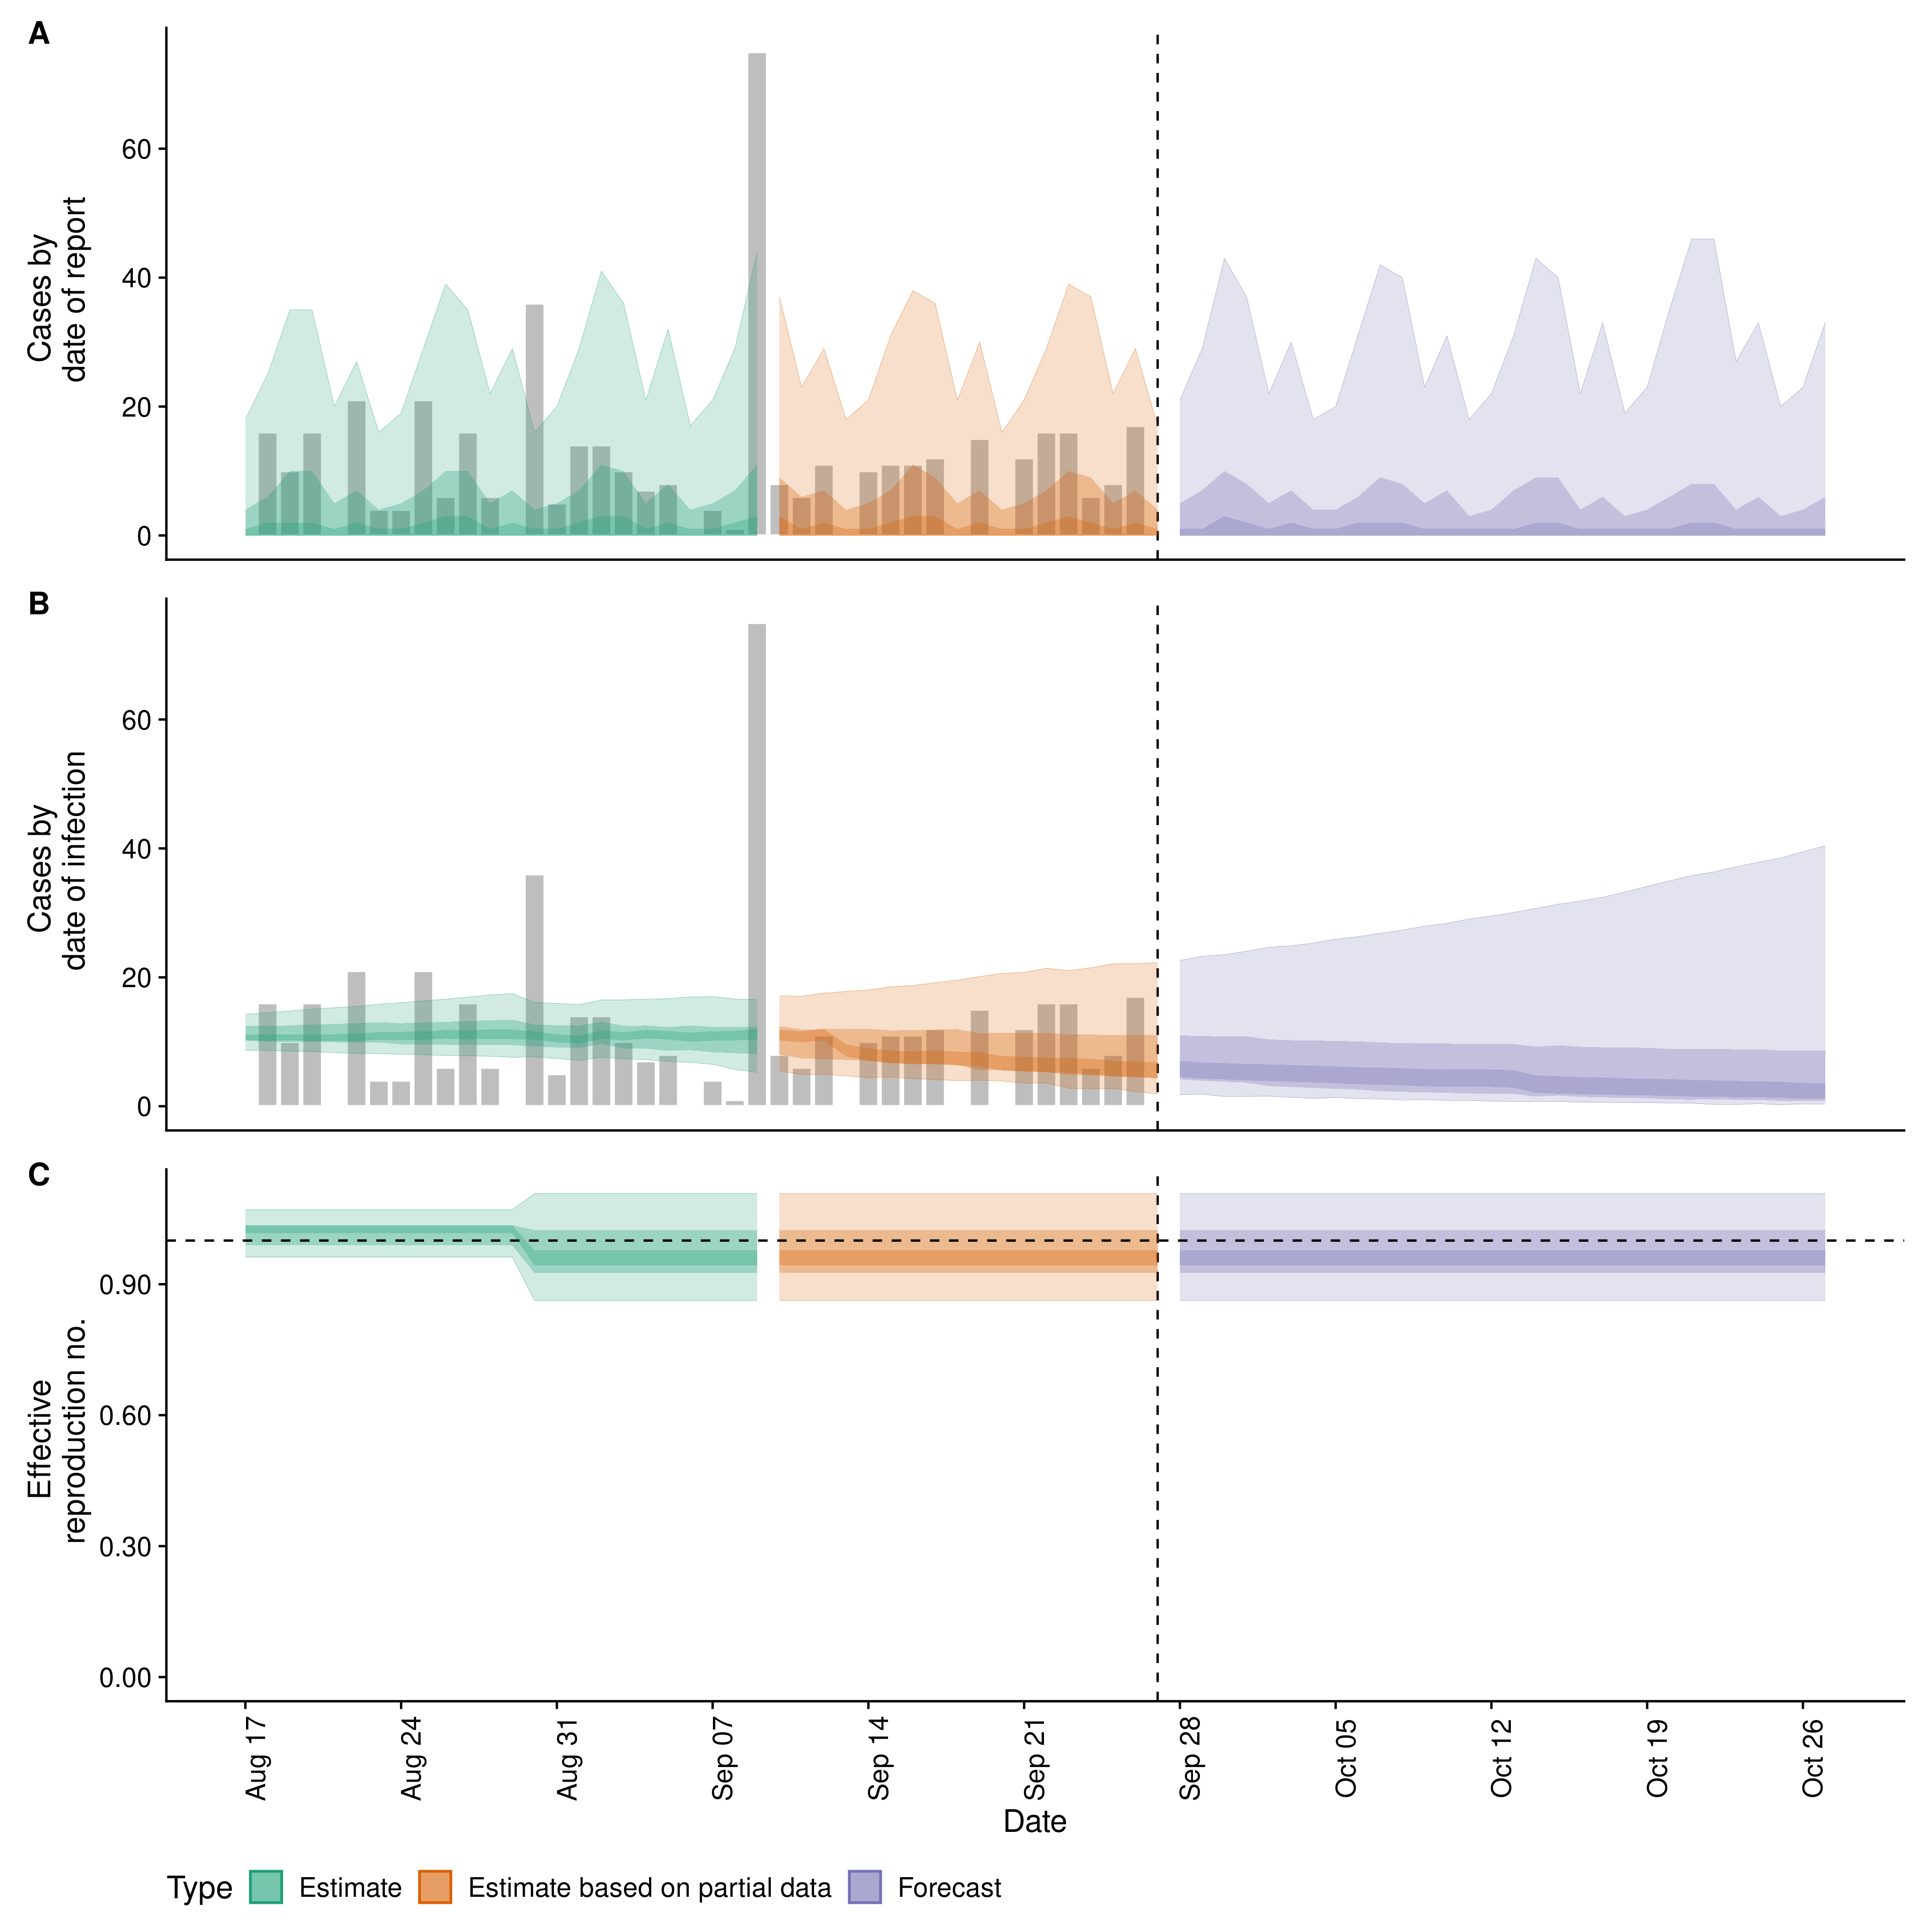 A
Cases by
date of report
60
40
20
0
B
Cases by
date of infection
60
40
20
0
C
Effective
reproduction no.
0.90
0.60
0.30
0.00
Aug 17
Aug 24
Aug 31
Sep 07
Sep 14
Sep 21
Sep 28
Oct 05
Oct 12
Oct 19
Oct 26
Date
Type Estimate Estimate based on partial data Forecast